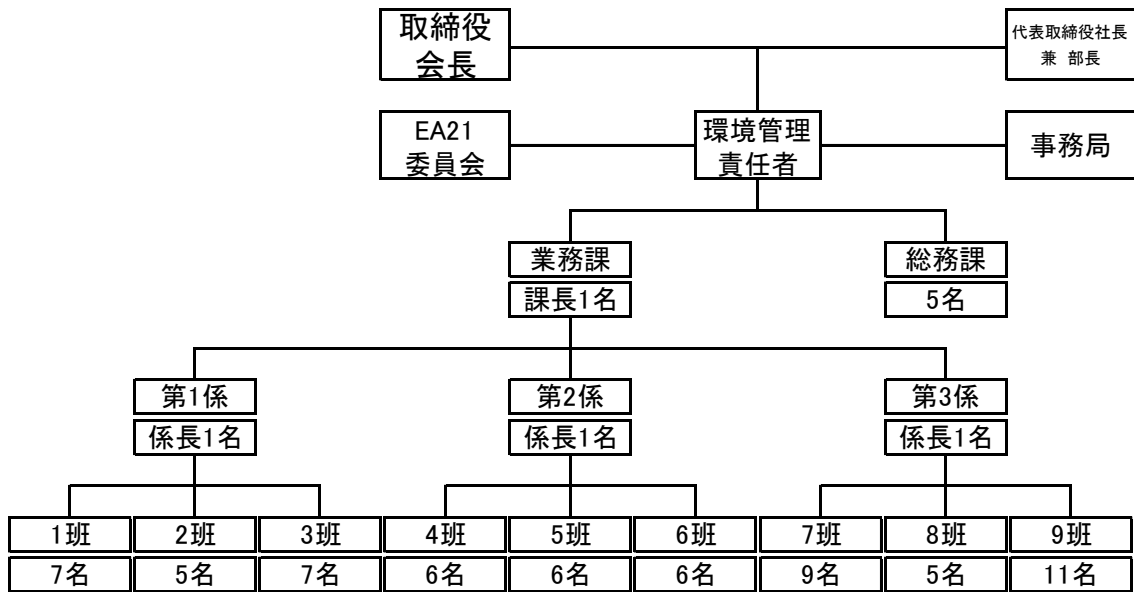 取締役
会長
代表取締役社長
兼 部長
EA21
委員会
環境管理
責任者
事務局
業務課
総務課
課長1名
5名
第1係
第2係
第3係
係長1名
係長1名
係長1名
1班
2班
3班
4班
5班
6班
7班
8班
9班
7名
5名
7名
6名
6名
6名
9名
5名
11名